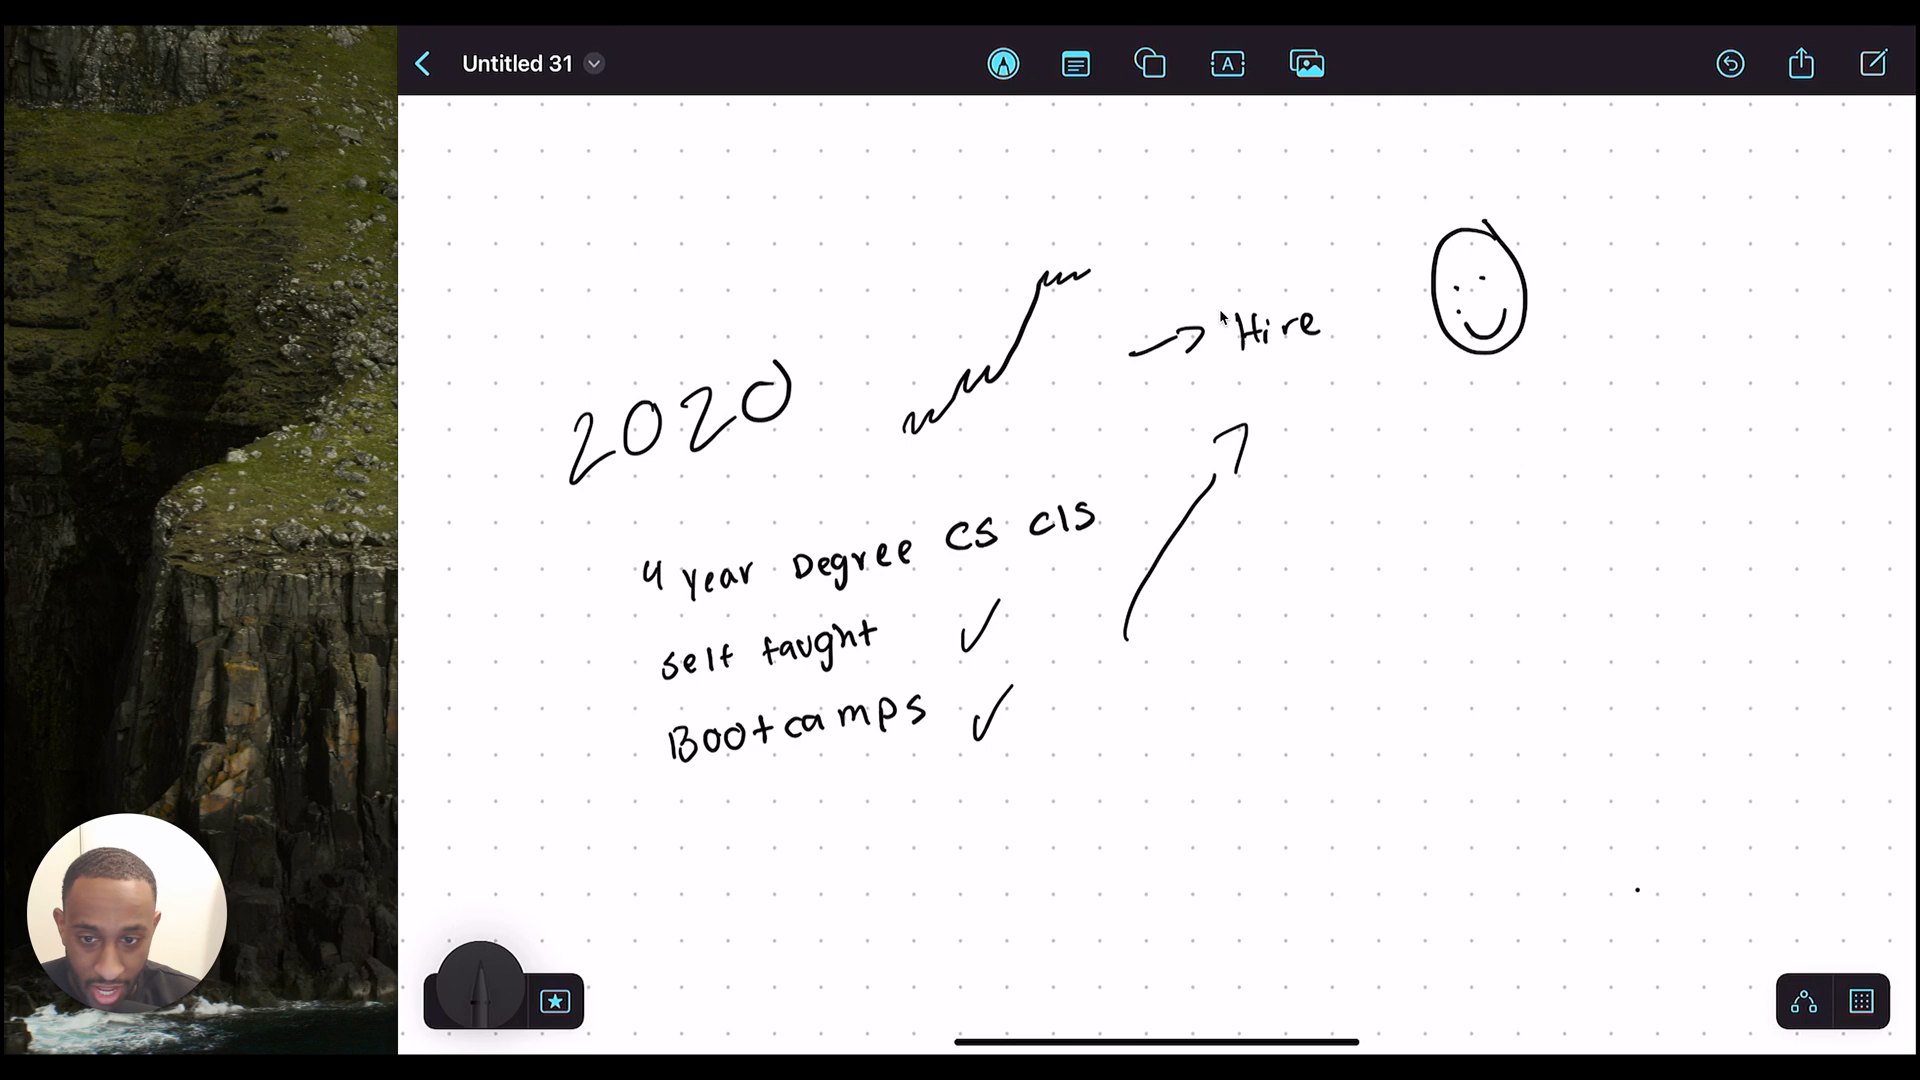 Untitled 31
A
2020
Hire
4 year Degree CS CIS
self taught
Bootcamps